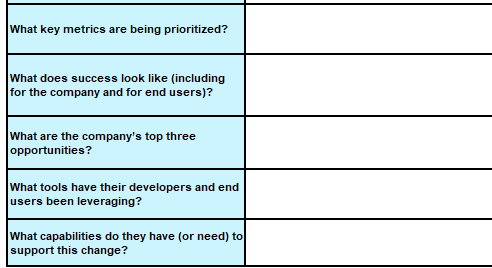 What key metrics are being prioritized?
What does success look like (including
for the company and for end users)?
What are the company's top three
opportunities?
What tools have their developers and end
users been leveraging?
What capabilities do they have (or need) to
support this change?